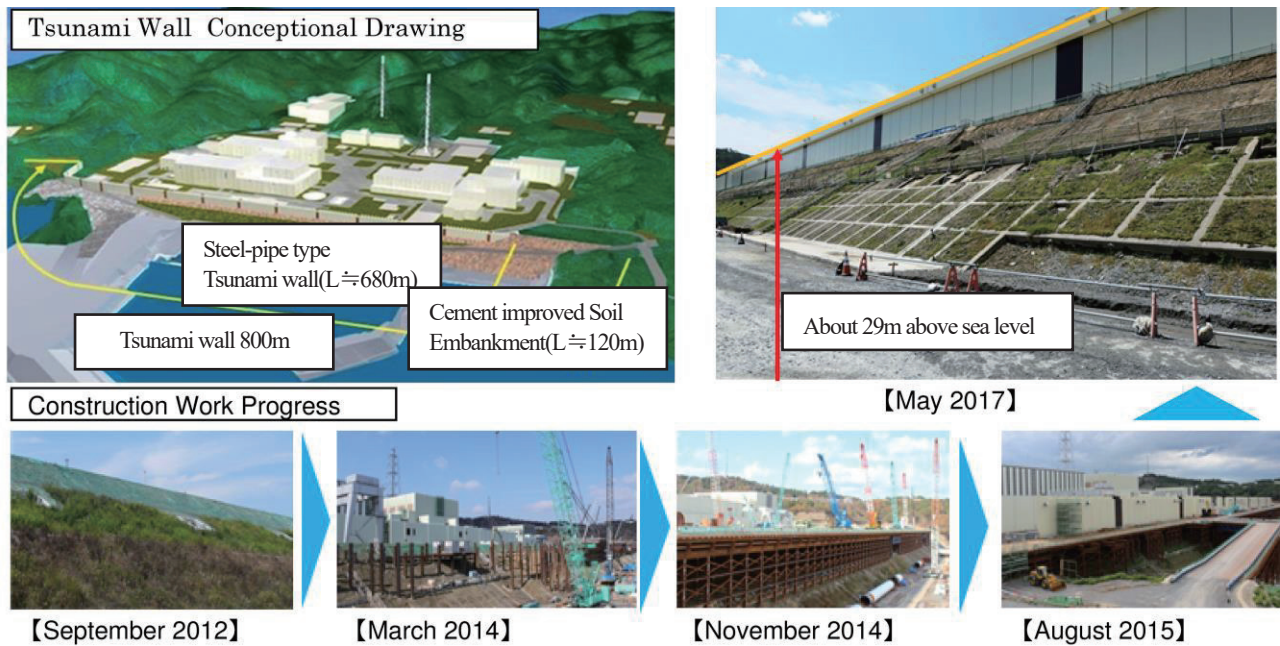 Tsunami Wall Conceptual Drawing
Steel-pipe type
Tsunami wall(L≒680m)
Tsunami wall 800m
Cement improved Soil
Embankment(L≒120m)
About 29m above sea level
【May 2017】
Construction Work Progress
【September 2012】
【March 2014】
【November 2014】
【August 2015】